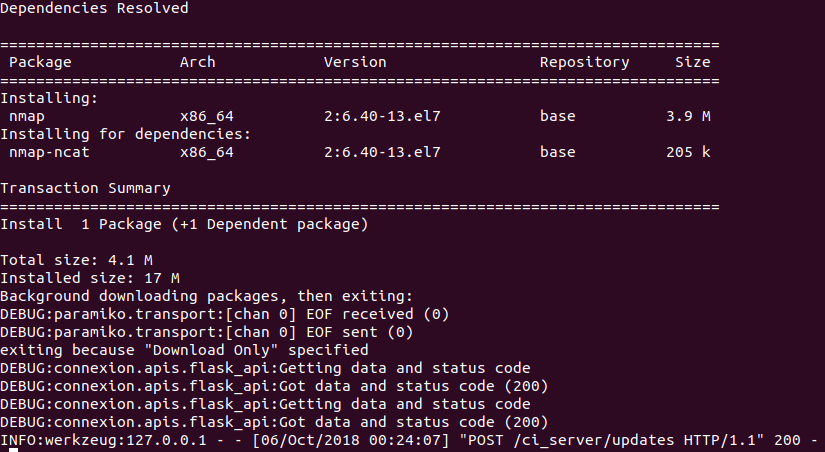 Dependencies Resolved
================================================================================
 Package            Arch            Version                 Repository     Size
================================================================================
Installing:
 nmap               x86_64          2:6.40-13.el7           base          3.9 M
Installing for dependencies:
 nmap-ncat          x86_64          2:6.40-13.el7           base          205 k
Transaction Summary
================================================================================
Install  1 Package (+1 Dependent package)
Total size: 4.1 M
Installed size: 17 M
Background downloading packages, then exiting:
DEBUG:paramiko.transport:[chan 0] EOF received (0)
DEBUG:paramiko.transport:[chan 0] EOF sent (0)
exiting because "Download Only" specified
DEBUG:connexion.apis.flask_api:Getting data and status code
DEBUG:connexion.apis.flask_api:Got data and status code (200)
DEBUG:connexion.apis.flask_api:Getting data and status code
DEBUG:connexion.apis.flask_api:Got data and status code (200)
INFO:werkzeug:127.0.0.1 - - [06/Oct/2018 00:24:07] "POST /ci_server/updates HTTP/1.1" 200 -